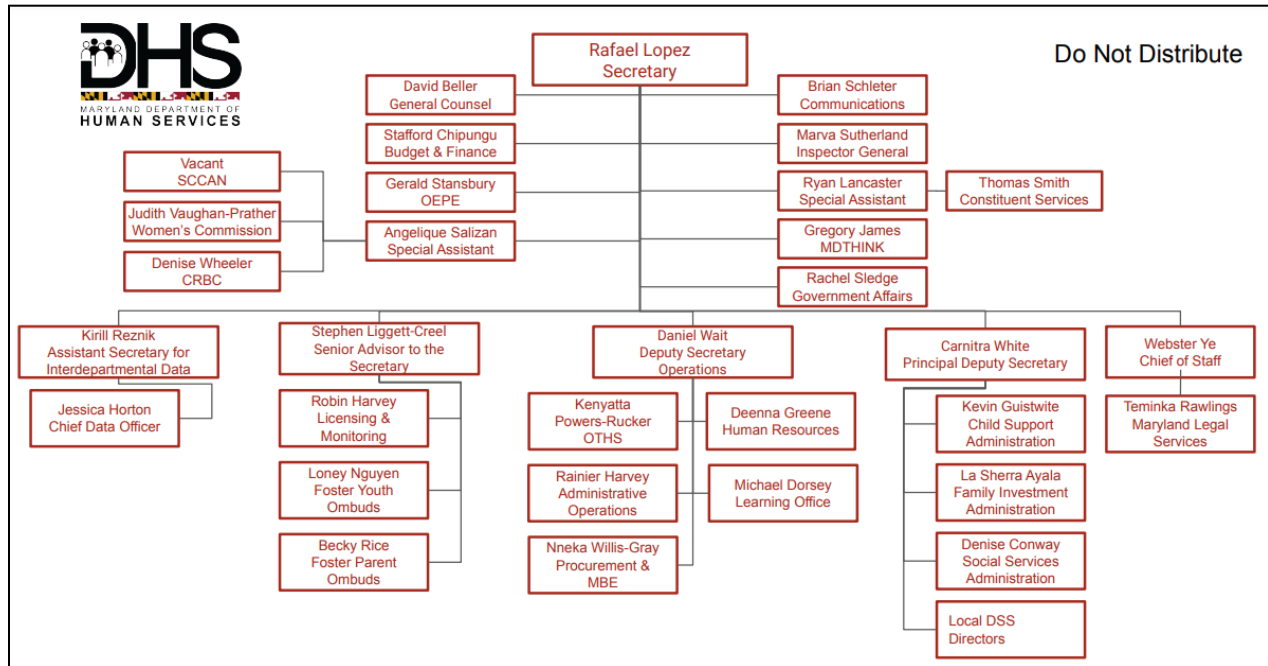 DHS
MARYLAND DEPARTMENT OF
HUMAN SERVICES
Do Not Distribute
Rafael Lopez
Secretary
David Beller
General Counsel
Brian Schleter
Communications
Stafford Chipungu
Budget & Finance
Marva Sutherland
Inspector General
Vacant
SCCAN
Gerald Stansbury
OEPE
Ryan Lancaster
Special Assistant
Thomas Smith
Constituent Services
Judith Vaughan-Prather
Women's Commission
Angelique Salizan
Special Assistant
Gregory James
MDTHINK
Denise Wheeler
CRBC
Rachel Sledge
Government Affairs
Kirill Reznik
Assistant Secretary for
Interdepartmental Data
Stephen Liggett-Creel
Senior Advisor to the
Secretary
Daniel Wait
Deputy Secretary
Operations
Carnitra White
Principal Deputy Secretary
Webster Ye
Chief of Staff
Jessica Horton
Chief Data Officer
Robin Harvey
Licensing &
Monitoring
Loney Nguyen
Foster Youth
Ombuds
Becky Rice
Foster Parent
Ombuds
Kenyatta
Powers-Rucker
OTHS
Deenna Greene
Human Resources
Rainier Harvey
Administrative
Operations
Michael Dorsey
Learning Office
Nneka Willis-Gray
Procurement &
MBE
Kevin Guistwite
Child Support
Administration
La Sherra Ayala
Family Investment
Administration
Denise Conway
Social Services
Administration
Local DSS
Directors
Teminka Rawlings
Maryland Legal
Services